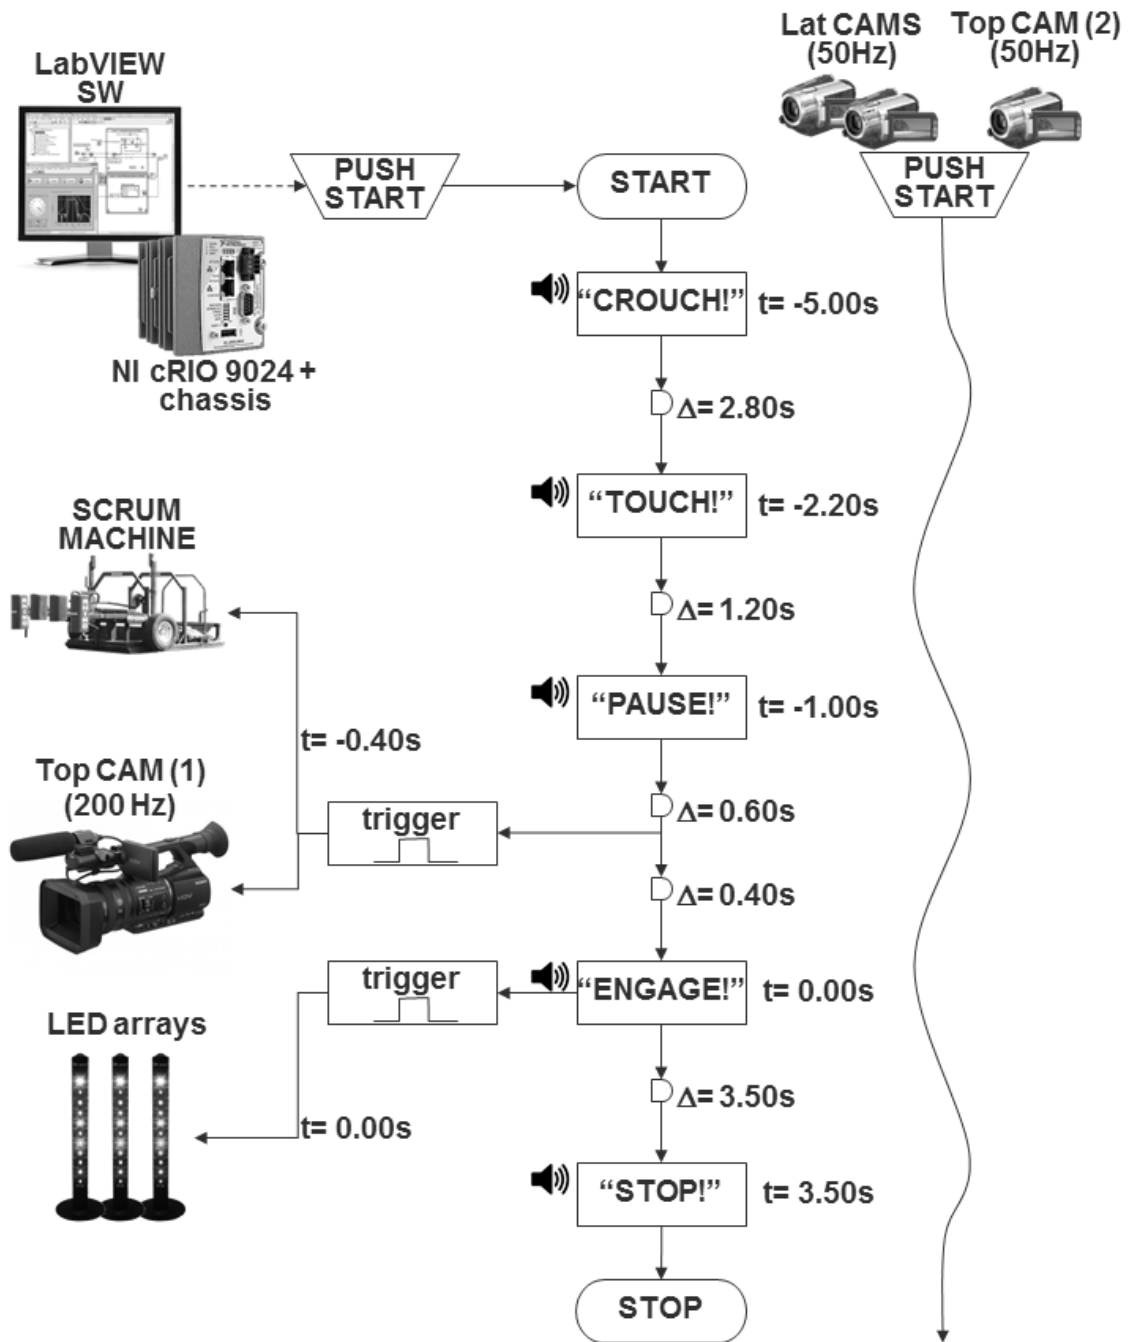 LabVIEW
SW
Lat CAMS
(50Hz)
Top CAM (2)
(50Hz)
PUSH
START
START
PUSH
START
NI cRIO 9024 +
chassis
“CROUCH!”
t= -5.00s
Δ= 2.80s
“TOUCH!”
t= -2.20s
SCRUM
MACHINE
Δ= 1.20s
“PAUSE!”
t= -1.00s
t= -0.40s
Top CAM (1)
(200 Hz)
trigger
Δ= 0.60s
Δ= 0.40s
trigger
“ENGAGE!”
t= 0.00s
LED arrays
Δ= 3.50s
t= 0.00s
“STOP!”
t= 3.50s
STOP